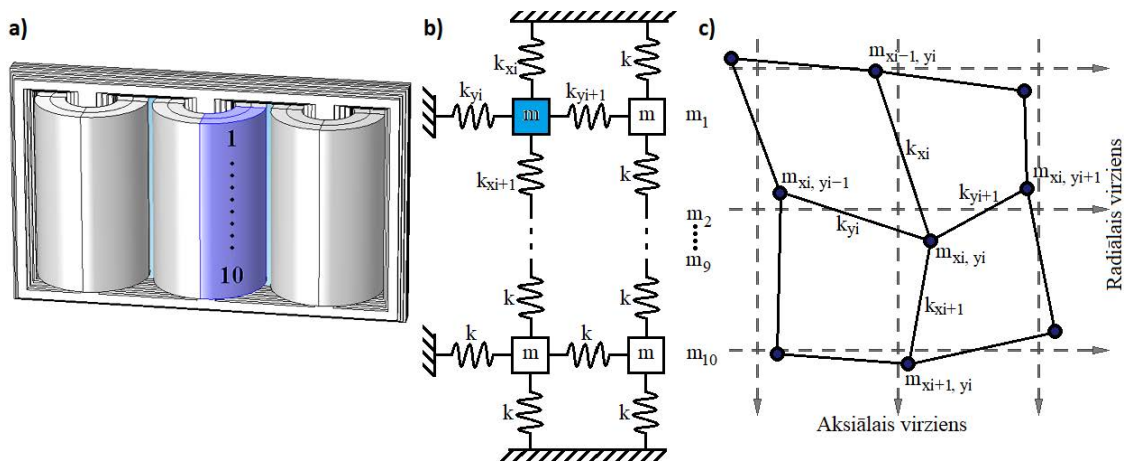 a)
1
10
b)
k_xi
k
k_yi
k_yi+1
m
m
m_1
k_xi+1
k
m_2
m_9
k
k
k
k
m
m
m_10
k
k
c)
m_xi−1, yi
k_xi
m_xi, yi−1
m_xi, yi+1
k_yi+1
k_yi
m_xi, yi
k_xi+1
m_xi+1, yi
Radiālais virziens
Aksiālais virziens